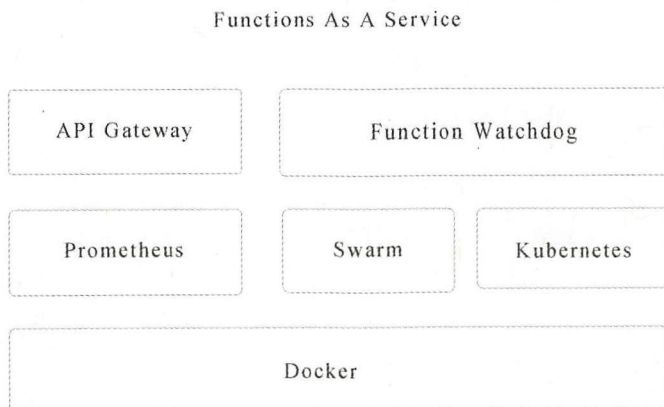 Functions As A Service
API Gateway
Function Watchdog
Prometheus
Swarm
Kubernetes
Docker